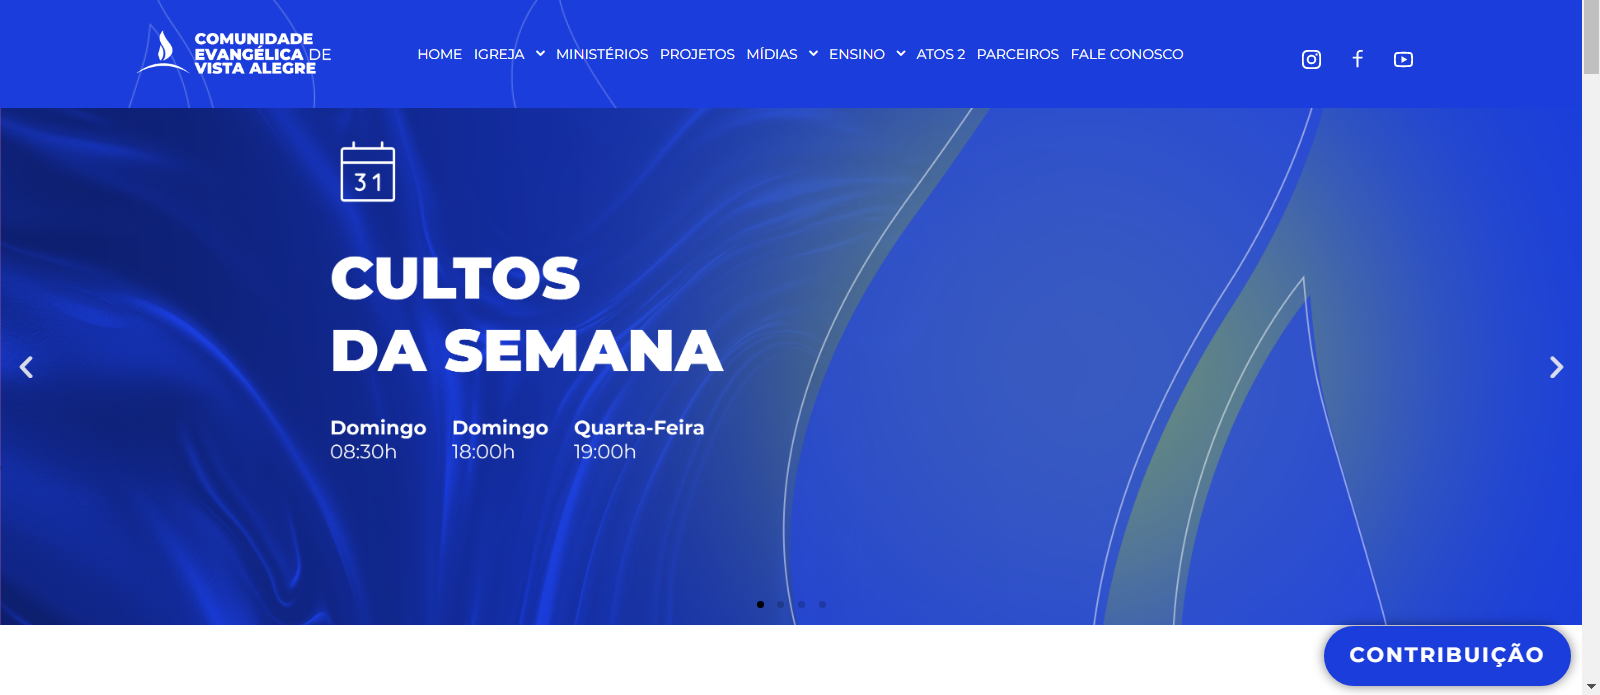 COMUNIDADE
EVANGÉLICA DE
VISTA ALEGRE
HOME IGREJA MINISTÉRIOS PROJETOS MÍDIAS ENSINO ATOS 2 PARCEIROS FALE CONOSCO
31
CULTOS
DA SEMANA
Domingo Domingo Quarta-Feira
08:30h 18:00h 19:00h
CONTRIBUIÇÃO